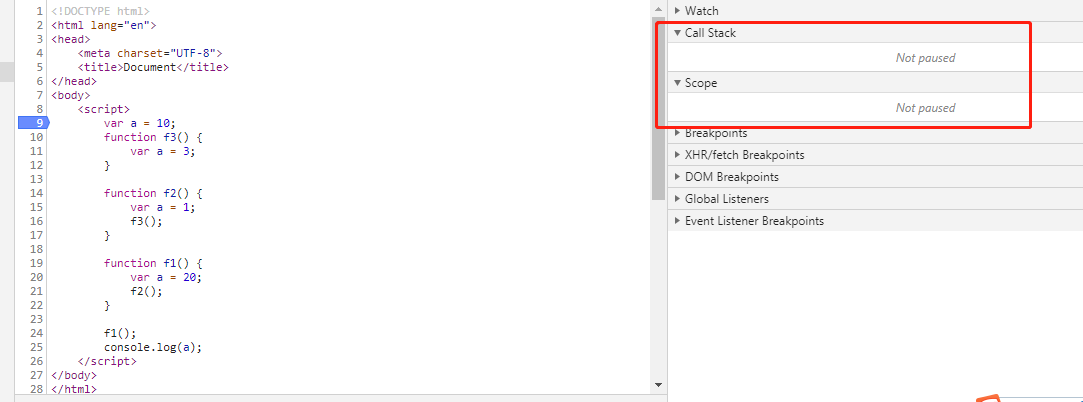 1 <!DOCTYPE html>
2 <html lang="en">
3 <head>
4     <meta charset="UTF-8">
5     <title>Document</title>
6 </head>
7 <body>
8     <script>
9         var a = 10;
10         function f3() {
11             var a = 3;
12         }
13
14         function f2() {
15             var a = 1;
16             f3();
17         }
18
19         function f1() {
20             var a = 20;
21             f2();
22         }
23
24         f1();
25         console.log(a);
26     </script>
27 </body>
28 </html>
Watch
Call Stack
Not paused
Scope
Not paused
Breakpoints
XHR/fetch Breakpoints
DOM Breakpoints
Global Listeners
Event Listener Breakpoints